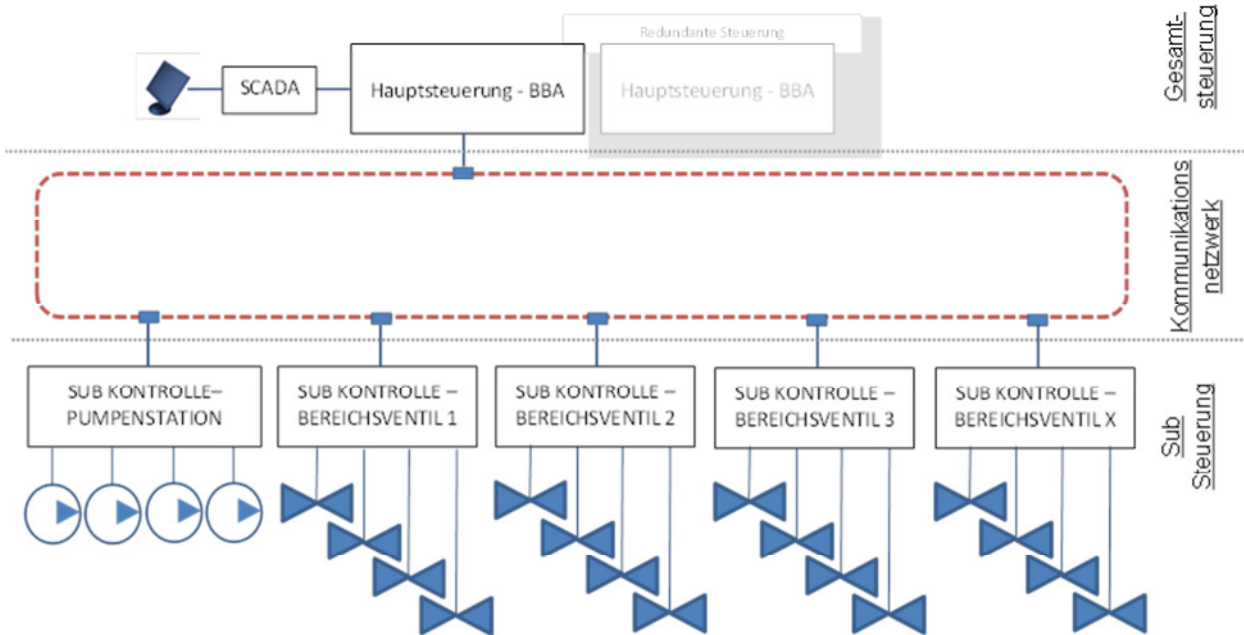 Redundante Steuerung
SCADA
Hauptsteuerung - BBA
Hauptsteuerung - BBA
Gesamt-
steuerung
Kommunikations
netzwerk
SUB KONTROLLE–
PUMPENSTATION
SUB KONTROLLE –
BEREICHSVENTIL 1
SUB KONTROLLE –
BEREICHSVENTIL 2
SUB KONTROLLE –
BEREICHSVENTIL 3
SUB KONTROLLE –
BEREICHSVENTIL X
Sub
Steuerung